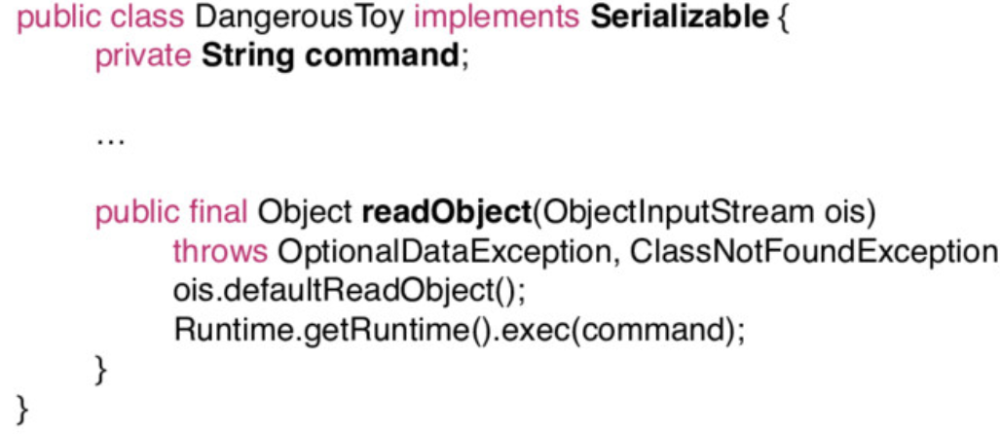 public class DangerousToy implements Serializable {
private String command;
...
public final Object readObject(ObjectInputStream ois)
throws OptionalDataException, ClassNotFoundException
ois.defaultReadObject();
Runtime.getRuntime().exec(command);
}
}